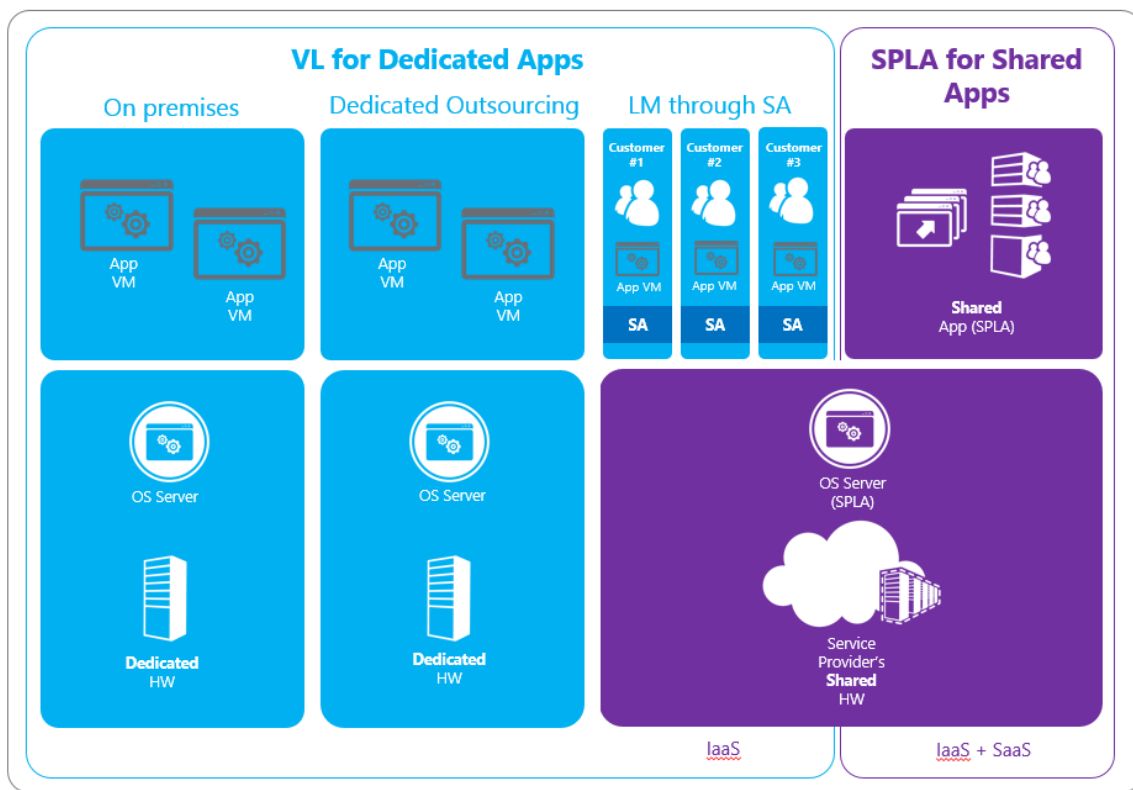 VL for Dedicated Apps
SPLA for Shared
Apps
On premises
Dedicated Outsourcing
LM through SA
App
VM
App
VM
App
VM
App
VM
Customer
#1
App VM
SA
Customer
#2
App VM
SA
Customer
#3
App VM
SA
Shared
App (SPLA)
OS Server
Dedicated
HW
OS Server
Dedicated
HW
OS Server
(SPLA)
Service
Provider's
Shared
HW
IaaS
IaaS + SaaS